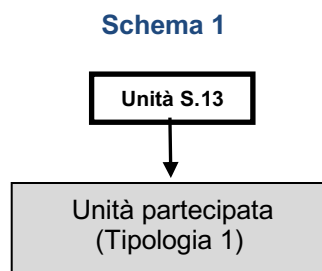 Schema 1
Unità S.13
Unità partecipata
(Tipologia 1)